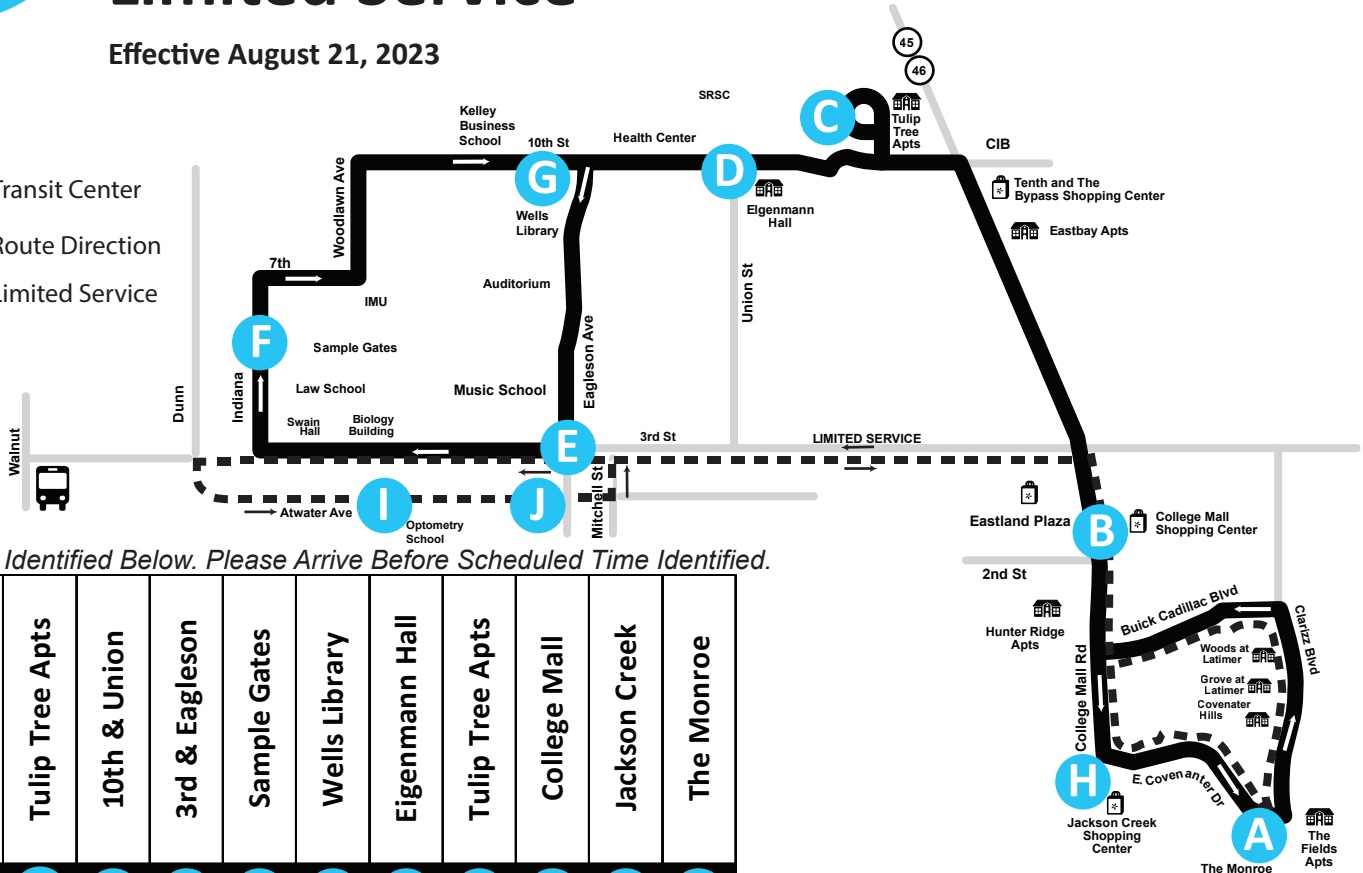 Limited Service
Effective August 21, 2023
Transit Center
Route Direction
Limited Service
45
46
SRSC
C
Tulip
Tree
Apts
CIB
Kelley
Business
School
10th St
Health Center
G
D
Wells
Library
Elgenmann
Hall
Tenth and The
Bypass Shopping Center
Eastbay Apts
Woodlawn Ave
7th
IMU
Auditorium
Union St
F
Sample Gates
Eagleson Ave
Dunn
Indiana
Law School
Music School
Swain
Hall
Biology
Building
Walnut
E
3rd St
LIMITED SERVICE
Mitchell St
Atwater Ave
I
J
Optometry
School
Eastland Plaza
B
College Mall
Shopping Center
2nd St
Hunter Ridge
Apts
Buick Cadillac Blvd
Clarizz Blvd
Woods at
Latimer
Grove at
Latimer
Covenater
Hills
College Mall Rd
H
E. Covenanter Dr
Jackson Creek
Shopping
Center
A
The Monroe
The
Fields
Apts
Identified Below. Please Arrive Before Scheduled Time Identified.
Tulip Tree Apts
10th & Union
3rd & Eagleson
Sample Gates
Wells Library
Eigenmann Hall
Tulip Tree Apts
College Mall
Jackson Creek
The Monroe